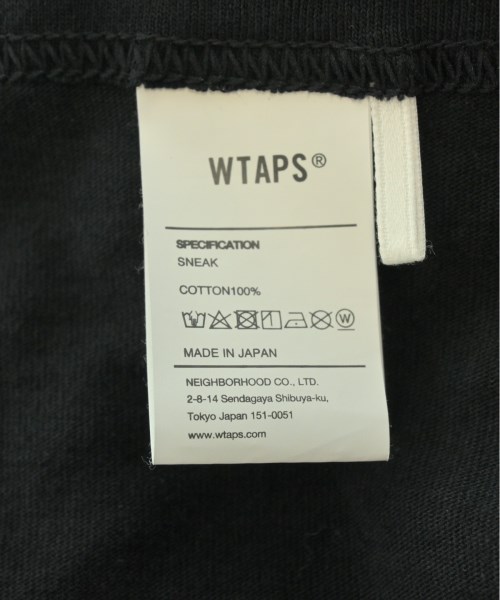 WTAPS®
SPECIFICATION
SNEAK
COTTON100%
MADE IN JAPAN
NEIGHBORHOOD CO., LTD.
2-8-14 Sendagaya Shibuya-ku,
Tokyo Japan 151-0051
www.wtaps.com